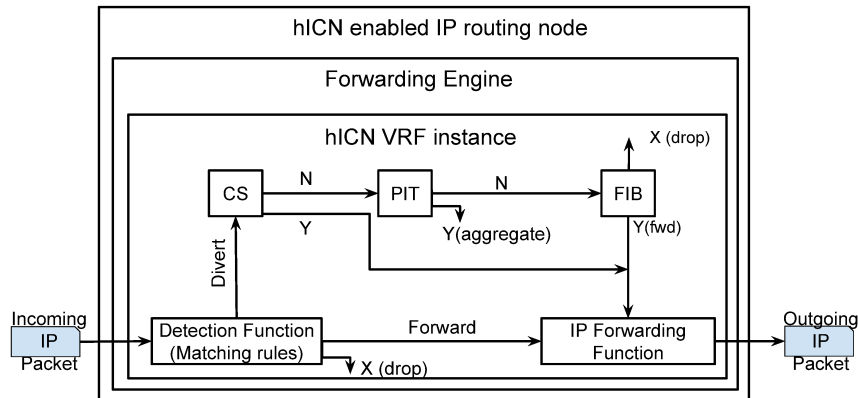 hICN enabled IP routing node
Forwarding Engine
hICN VRF instance
X (drop)
CS
N
PIT
N
FIB
Y
Y(aggregate)
Y(fwd)
Divert
Incoming
IP
Packet
Detection Function
(Matching rules)
Forward
X (drop)
IP Forwarding
Function
Outgoing
IP
Packet